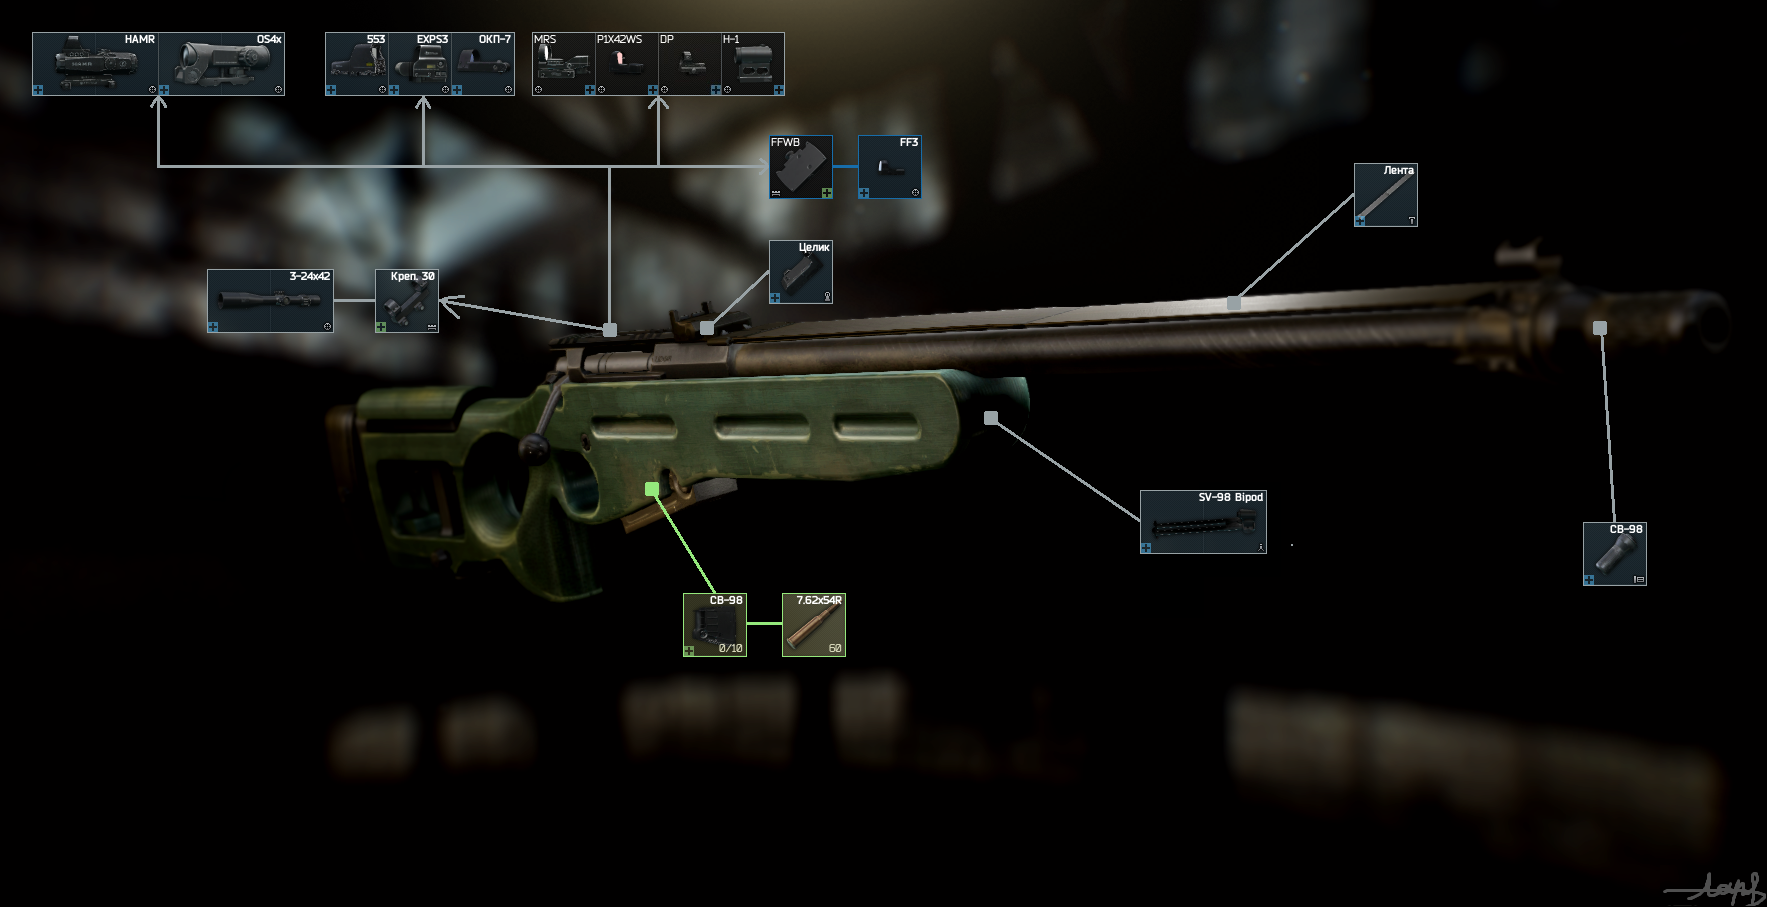 HAMR
OS4x
553
EXPS3
ОКП-7
MRS
P1X42WS
DP
H-1
FFWB
FF3
Лента
Целик
3-24x42
Креп. 30
SV-98 Bipod
СВ-98
СВ-98
0/10
7.62x54R
60